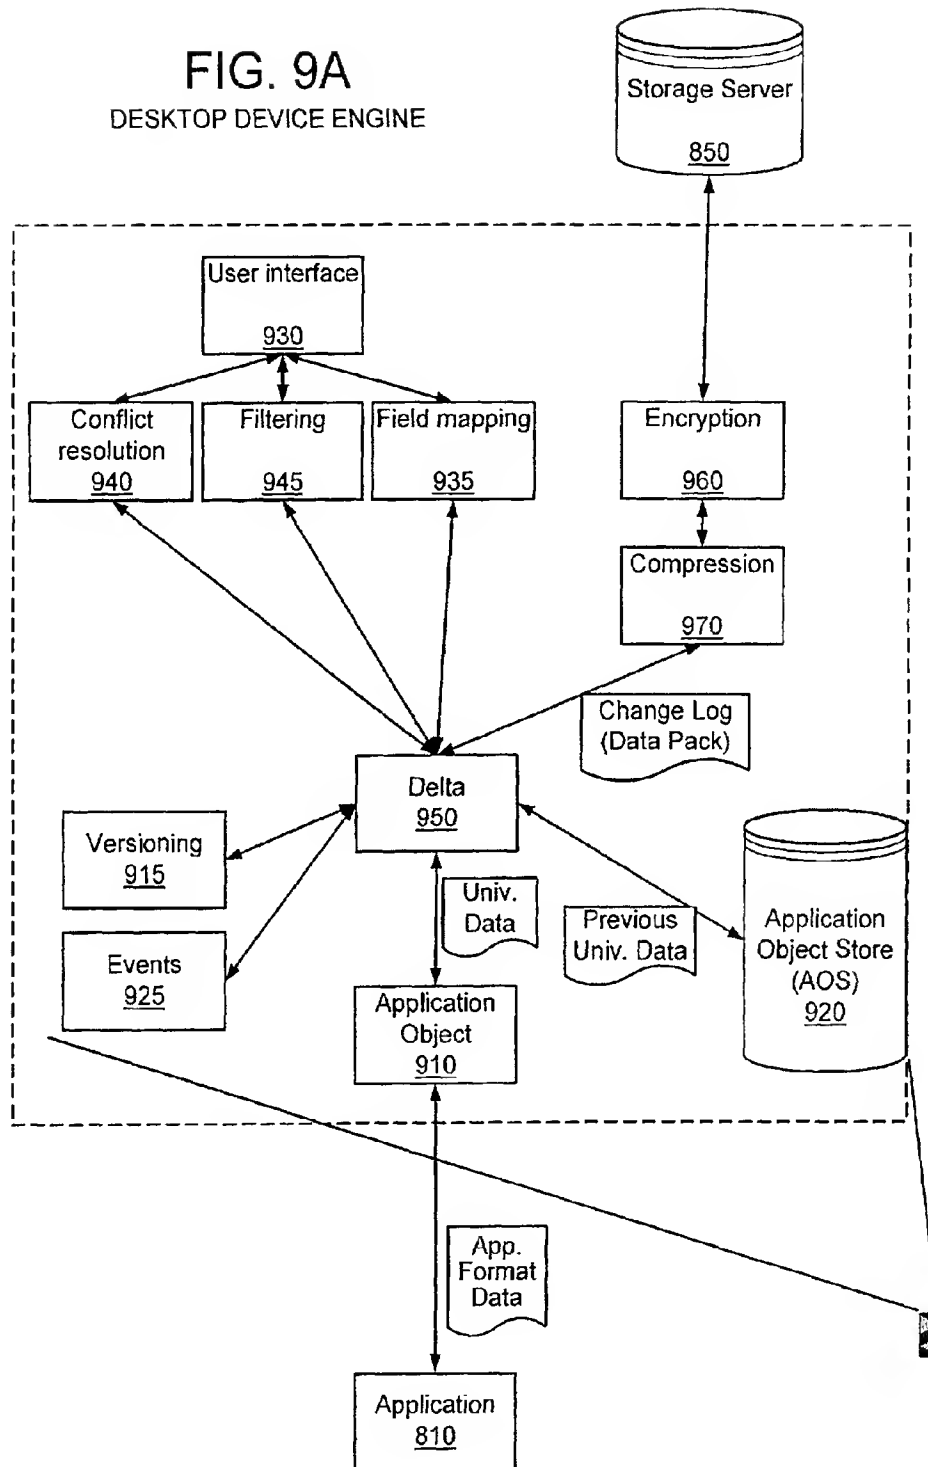 FIG. 9A
DESKTOP DEVICE ENGINE
Storage Server
850
User interface
930
Conflict
resolution
940
Filtering
945
Field mapping
935
Encryption
960
Compression
970
Change Log
(Data Pack)
Delta
950
Versioning
915
Events
925
Univ.
Data
Previous
Univ. Data
Application
Object Store
(AOS)
920
Application
Object
910
App.
Format
Data
Application
810